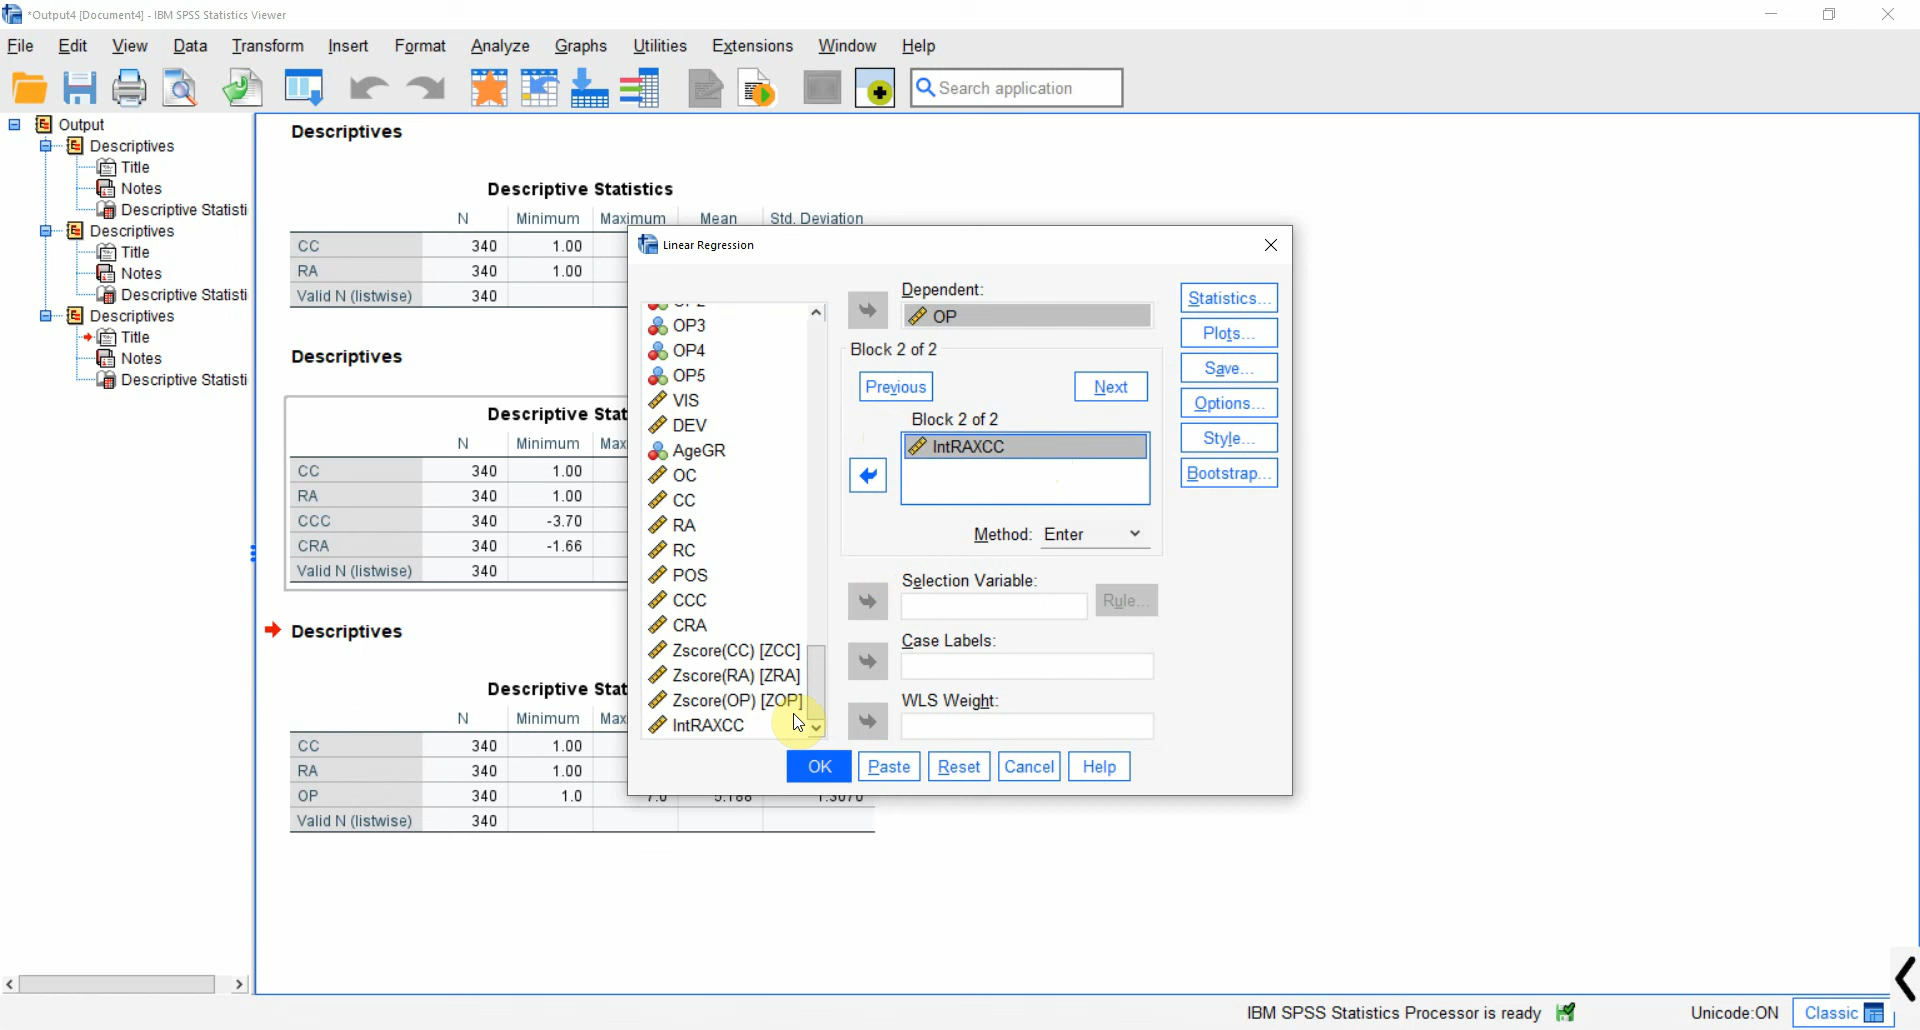 *Output4 [Document4] - IBM SPSS Statistics Viewer
File Edit View Data Transform Insert Format Analyze Graphs Utilities Extensions Window Help
Search application
Output
Descriptives
Title
Notes
Descriptive Statisti
Descriptives
Title
Notes
Descriptive Statisti
Descriptives
Title
Notes
Descriptive Statisti
Descriptives
Descriptive Statistics
N Minimum Maximum Mean Std. Deviation
CC 340 1.00
RA 340 1.00
Valid N (listwise) 340
Descriptives
Descriptive Stat
N Minimum Max
CC 340 1.00
RA 340 1.00
CCC 340 -3.70
CRA 340 -1.66
Valid N (listwise) 340
Descriptives
Descriptive Stat
N Minimum Max
CC 340 1.00
RA 340 1.00
OP 340 1.0 7.0 5.188 1.3070
Valid N (listwise) 340
Linear Regression
OP2
OP3
OP4
OP5
VIS
DEV
AgeGR
OC
CC
RA
RC
POS
CCC
CRA
Zscore(CC) [ZCC]
Zscore(RA) [ZRA]
Zscore(OP) [ZOP]
IntRAXCC
Dependent:
OP
Block 2 of 2
Previous Next
Block 2 of 2
IntRAXCC
Method: Enter
Selection Variable:
Rule...
Case Labels:
WLS Weight:
Statistics...
Plots...
Save...
Options...
Style...
Bootstrap...
OK Paste Reset Cancel Help
IBM SPSS Statistics Processor is ready Unicode:ON Classic